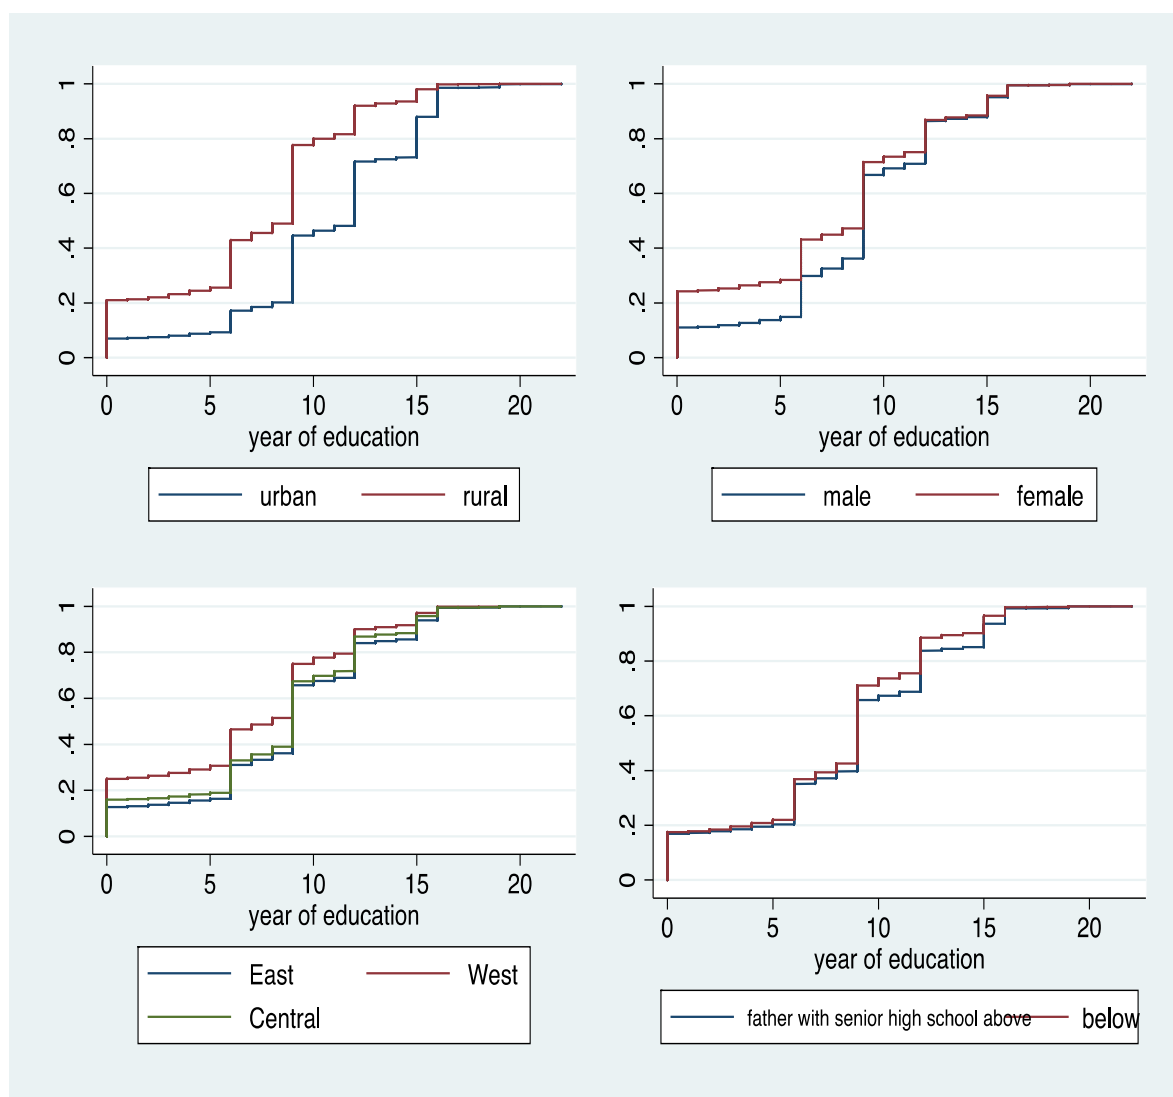 1
.8
.6
.4
.2
0
0 5 10 15 20
year of education
urban rural
1
.8
.6
.4
.2
0
0 5 10 15 20
year of education
male female
1
.8
.6
.4
.2
0
0 5 10 15 20
year of education
East West
Central
1
.8
.6
.4
.2
0
0 5 10 15 20
year of education
father with senior high school above below